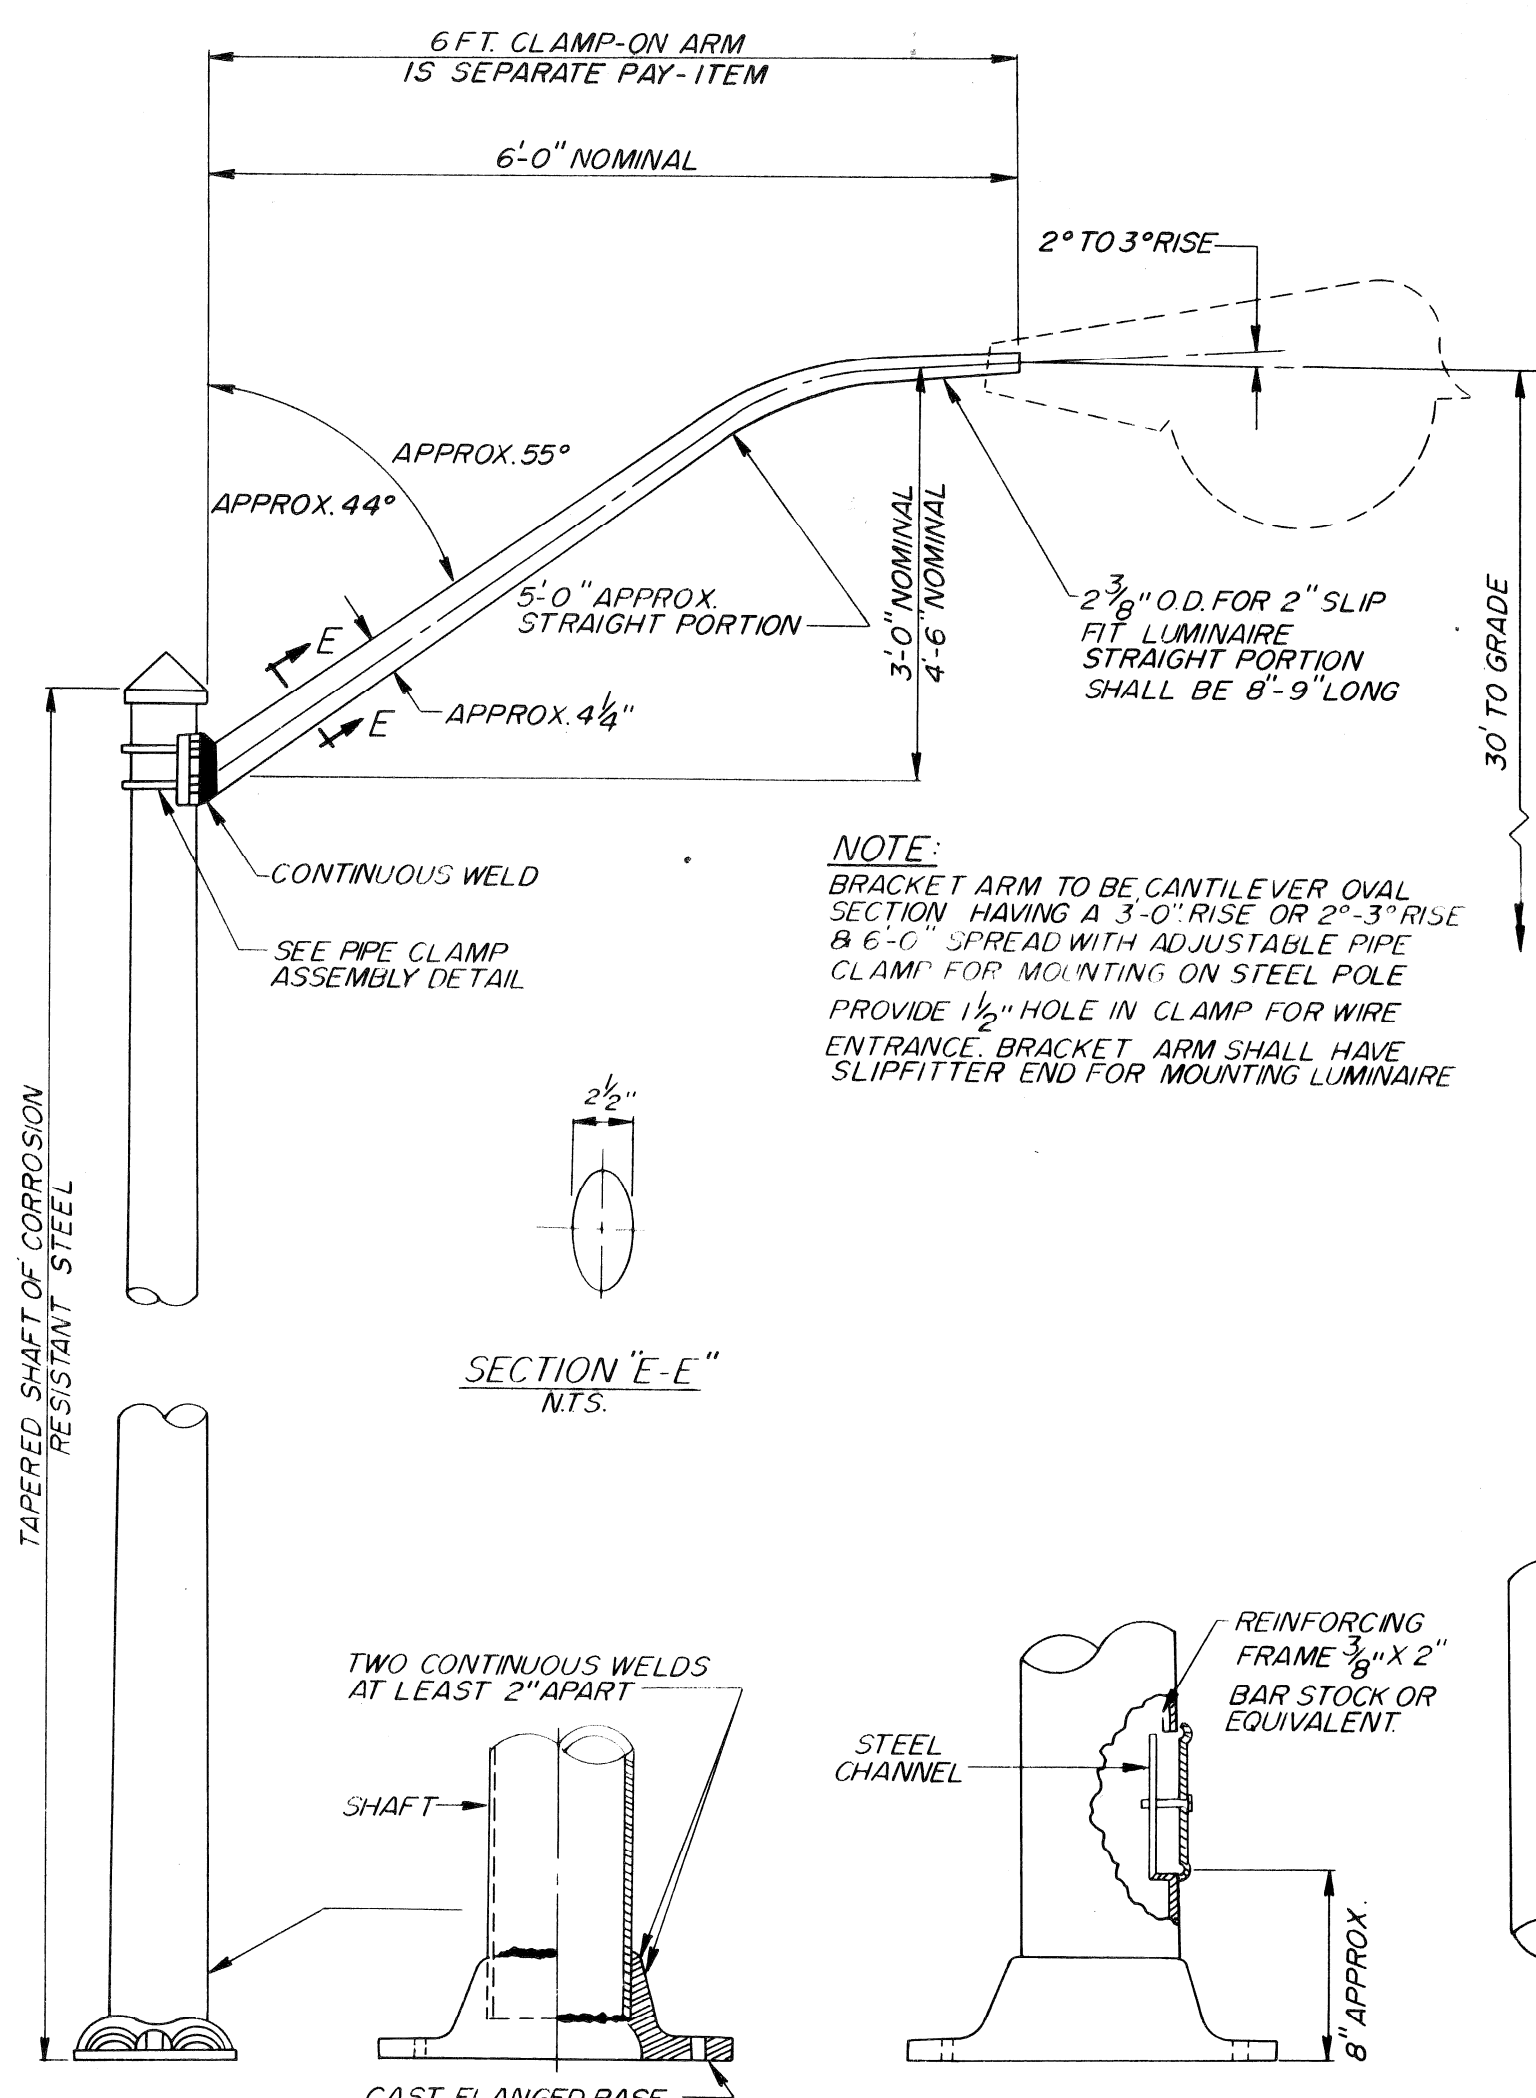 6 FT. CLAMP-ON ARM
IS SEPARATE PAY-ITEM
6'-0" NOMINAL
2° TO 3° RISE
APPROX. 55°
APPROX. 44°
3'-0" NOMINAL
4'-6" NOMINAL
5'-0" APPROX.
STRAIGHT PORTION
2 3/8" O.D. FOR 2" SLIP
FIT LUMINAIRE
STRAIGHT PORTION
SHALL BE 8"-9" LONG
30' TO GRADE
E
E
APPROX. 4 1/4"
CONTINUOUS WELD
SEE PIPE CLAMP
ASSEMBLY DETAIL
NOTE:
BRACKET ARM TO BE CANTILEVER OVAL
SECTION HAVING A 3'-0" RISE OR 2°-3° RISE
& 6'-0" SPREAD WITH ADJUSTABLE PIPE
CLAMP FOR MOUNTING ON STEEL POLE
PROVIDE 1 1/2" HOLE IN CLAMP FOR WIRE
ENTRANCE. BRACKET ARM SHALL HAVE
SLIPFITTER END FOR MOUNTING LUMINAIRE
2 1/2"
SECTION "E-E"
N.T.S.
TAPERED SHAFT OF CORROSION
RESISTANT STEEL
TWO CONTINUOUS WELDS
AT LEAST 2" APART
SHAFT
REINFORCING
FRAME 3/8" X 2"
BAR STOCK OR
EQUIVALENT.
STEEL
CHANNEL
8" APPROX.
CAST FLANGED BASE